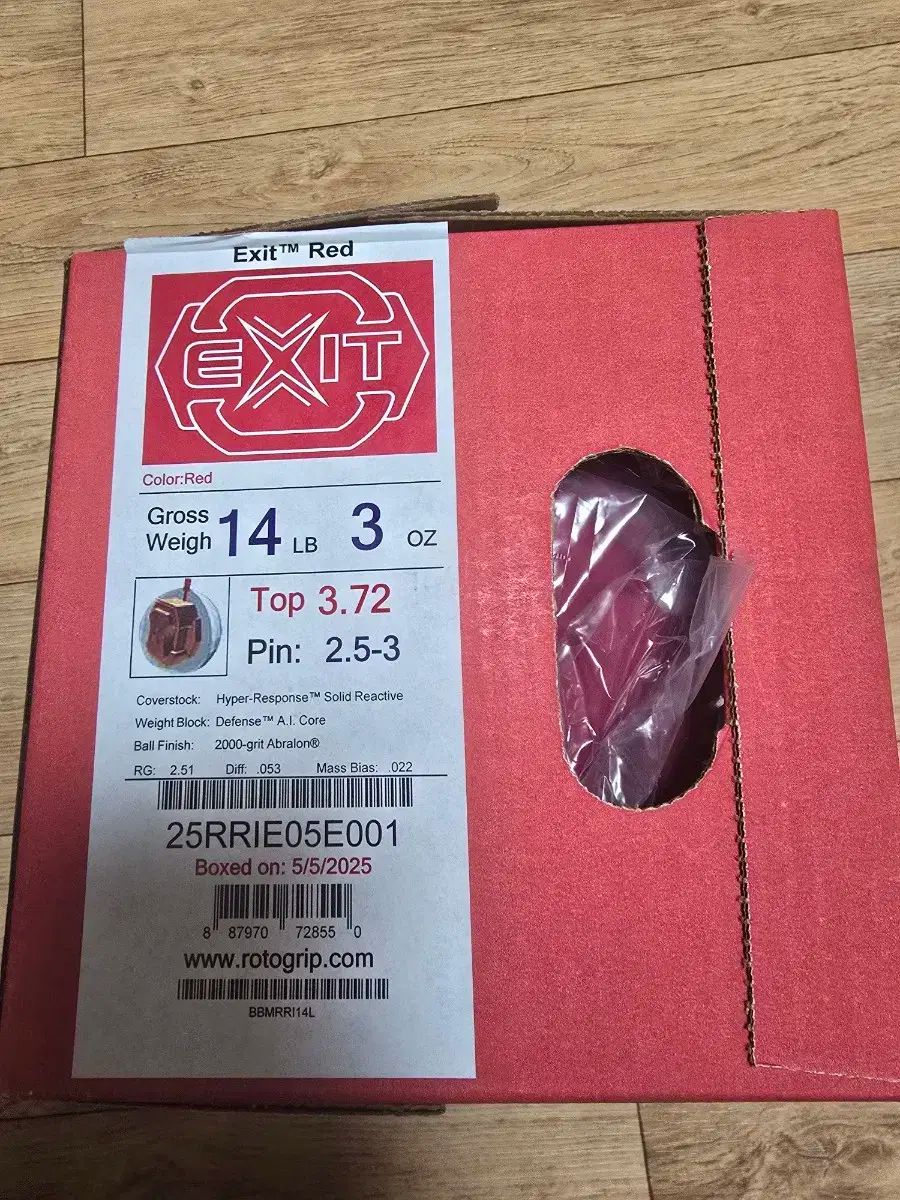 Exit™ Red
EXIT
Color:Red
Gross Weigh 14 LB 3 OZ
Top 3.72
Pin: 2.5-3
Coverstock: Hyper-Response™ Solid Reactive
Weight Block: Defense™ A.I. Core
Ball Finish: 2000-grit Abralon®
RG: 2.51 Diff: .053 Mass Bias: .022
25RRIE05E001
Boxed on: 5/5/2025
8 87970 72855 0
www.rotogrip.com
BBMRRI14L